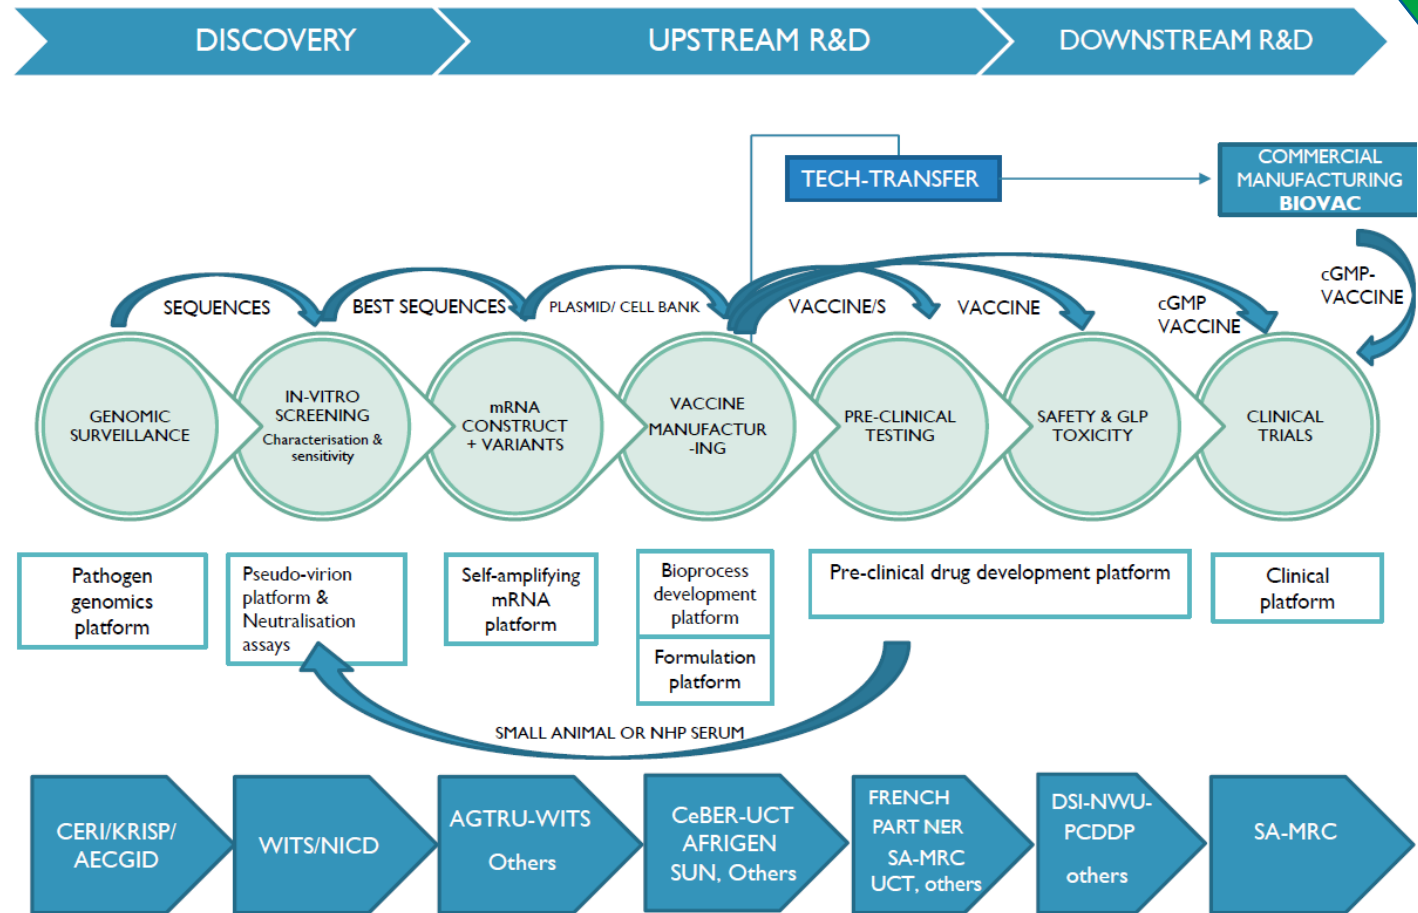 DISCOVERY
UPSTREAM R&D
DOWNSTREAM R&D
TECH-TRANSFER
COMMERCIAL
MANUFACTURING
BIOVAC
SEQUENCES
BEST SEQUENCES
PLASMID/ CELL BANK
VACCINE/S
VACCINE
cGMP
VACCINE
cGMP-
VACCINE
GENOMIC
SURVEILLANCE
IN-VITRO
SCREENING
Characterisation &
sensitivity
mRNA
CONSTRUCT
+ VARIANTS
VACCINE
MANUFACTUR
-ING
PRE-CLINICAL
TESTING
SAFETY & GLP
TOXICITY
CLINICAL
TRIALS
Pathogen
genomics
platform
Pseudo-virion
platform &
Neutralisation
assays
Self-amplifying
mRNA
platform
Bioprocess
development
platform
Formulation
platform
Pre-clinical drug development platform
Clinical
platform
SMALL ANIMAL OR NHP SERUM
CERI/KRISP/
AECGID
WITS/NICD
AGTRU-WITS
Others
CeBER-UCT
AFRIGEN
SUN, Others
FRENCH
PART NER
SA-MRC
UCT, others
DSI-NWU-
PCDDP
others
SA-MRC